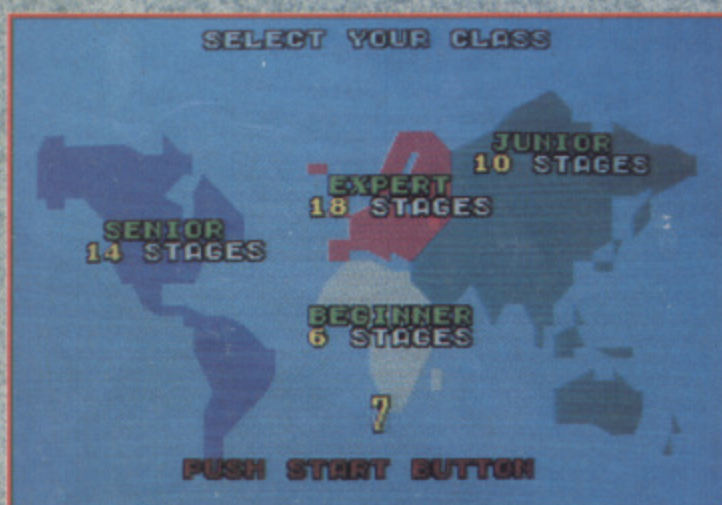 SELECT YOUR CLASS
JUNIOR
10 STAGES
EXPERT
18 STAGES
SENIOR
14 STAGES
BEGINNER
6 STAGES
7
PUSH START BUTTON